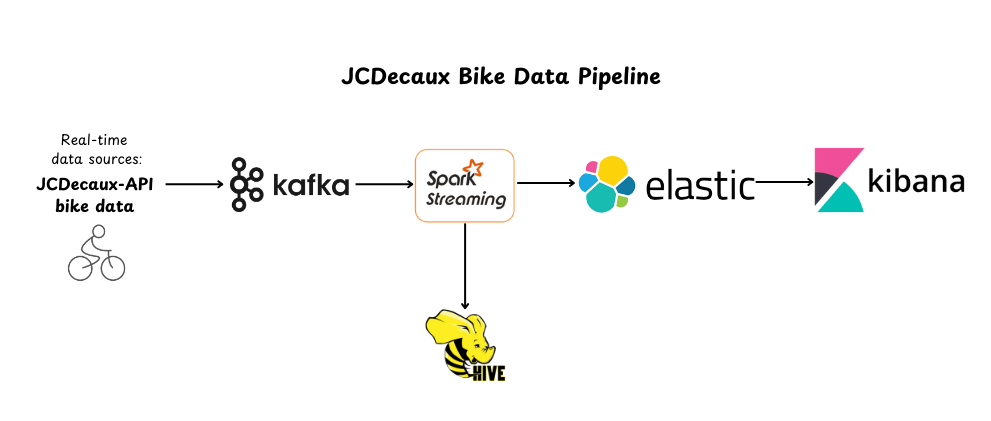 JCDecaux Bike Data Pipeline
Real-time
data sources:
JCDecaux-API
bike data
kafka
Spark
Streaming
elastic
kibana
HIVE